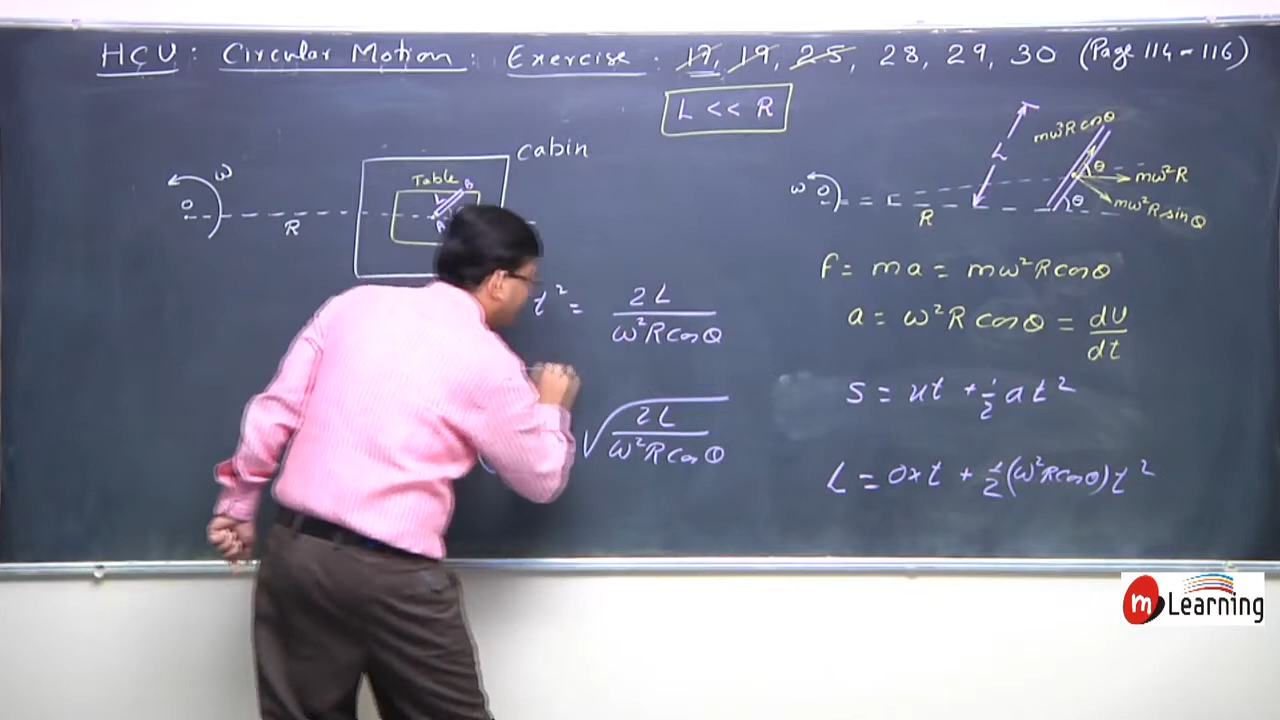 HCV : Circular Motion : Exercise : 17, 19, 25, 28, 29, 30 (Page 114 - 116)
L << R
cabin
Table
B
L
A
ω
O
R
mω²R cosθ
L
θ
mω²R
ω
O
R
θ
mω²R sinθ
F = ma = mω²R cosθ
a = ω²R cosθ = dv/dt
S = ut + ½ at²
L = 0×t + ½ (ω²R cosθ) t²
t² = 2L / ω²R cosθ
√ 2L / ω²R cosθ
m Learning